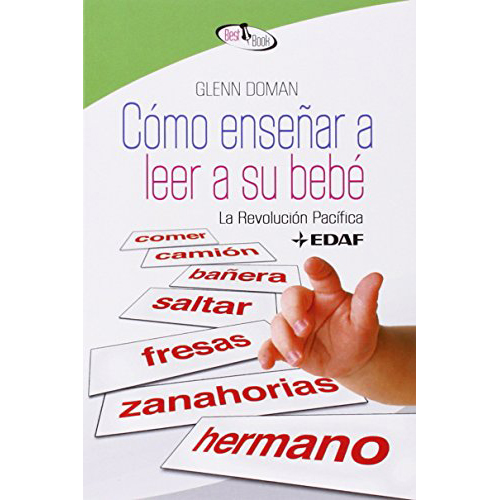 Best Book
GLENN DOMAN
Cómo enseñar a
leer a su bebé
La Revolución Pacífica
EDAF
comer
camión
bañera
saltar
fresas
zanahorias
hermano